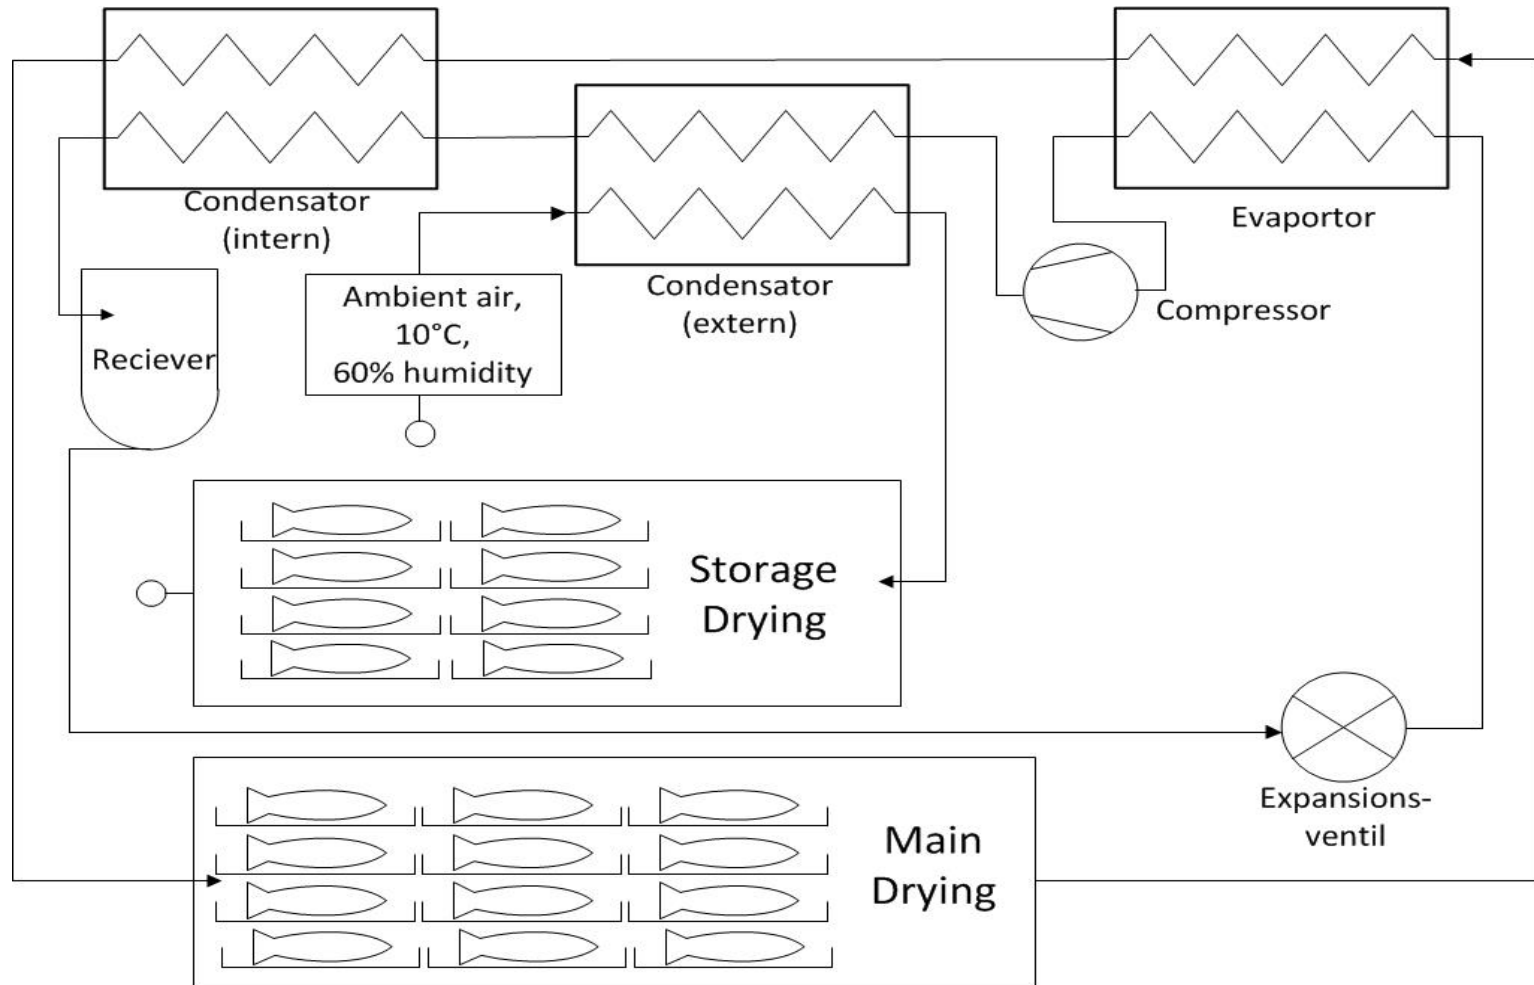 Condensator
(intern)
Evaportor
Condensator
(extern)
Ambient air,
10°C,
60% humidity
Compressor
Reciever
Storage
Drying
Expansions-
ventil
Main
Drying